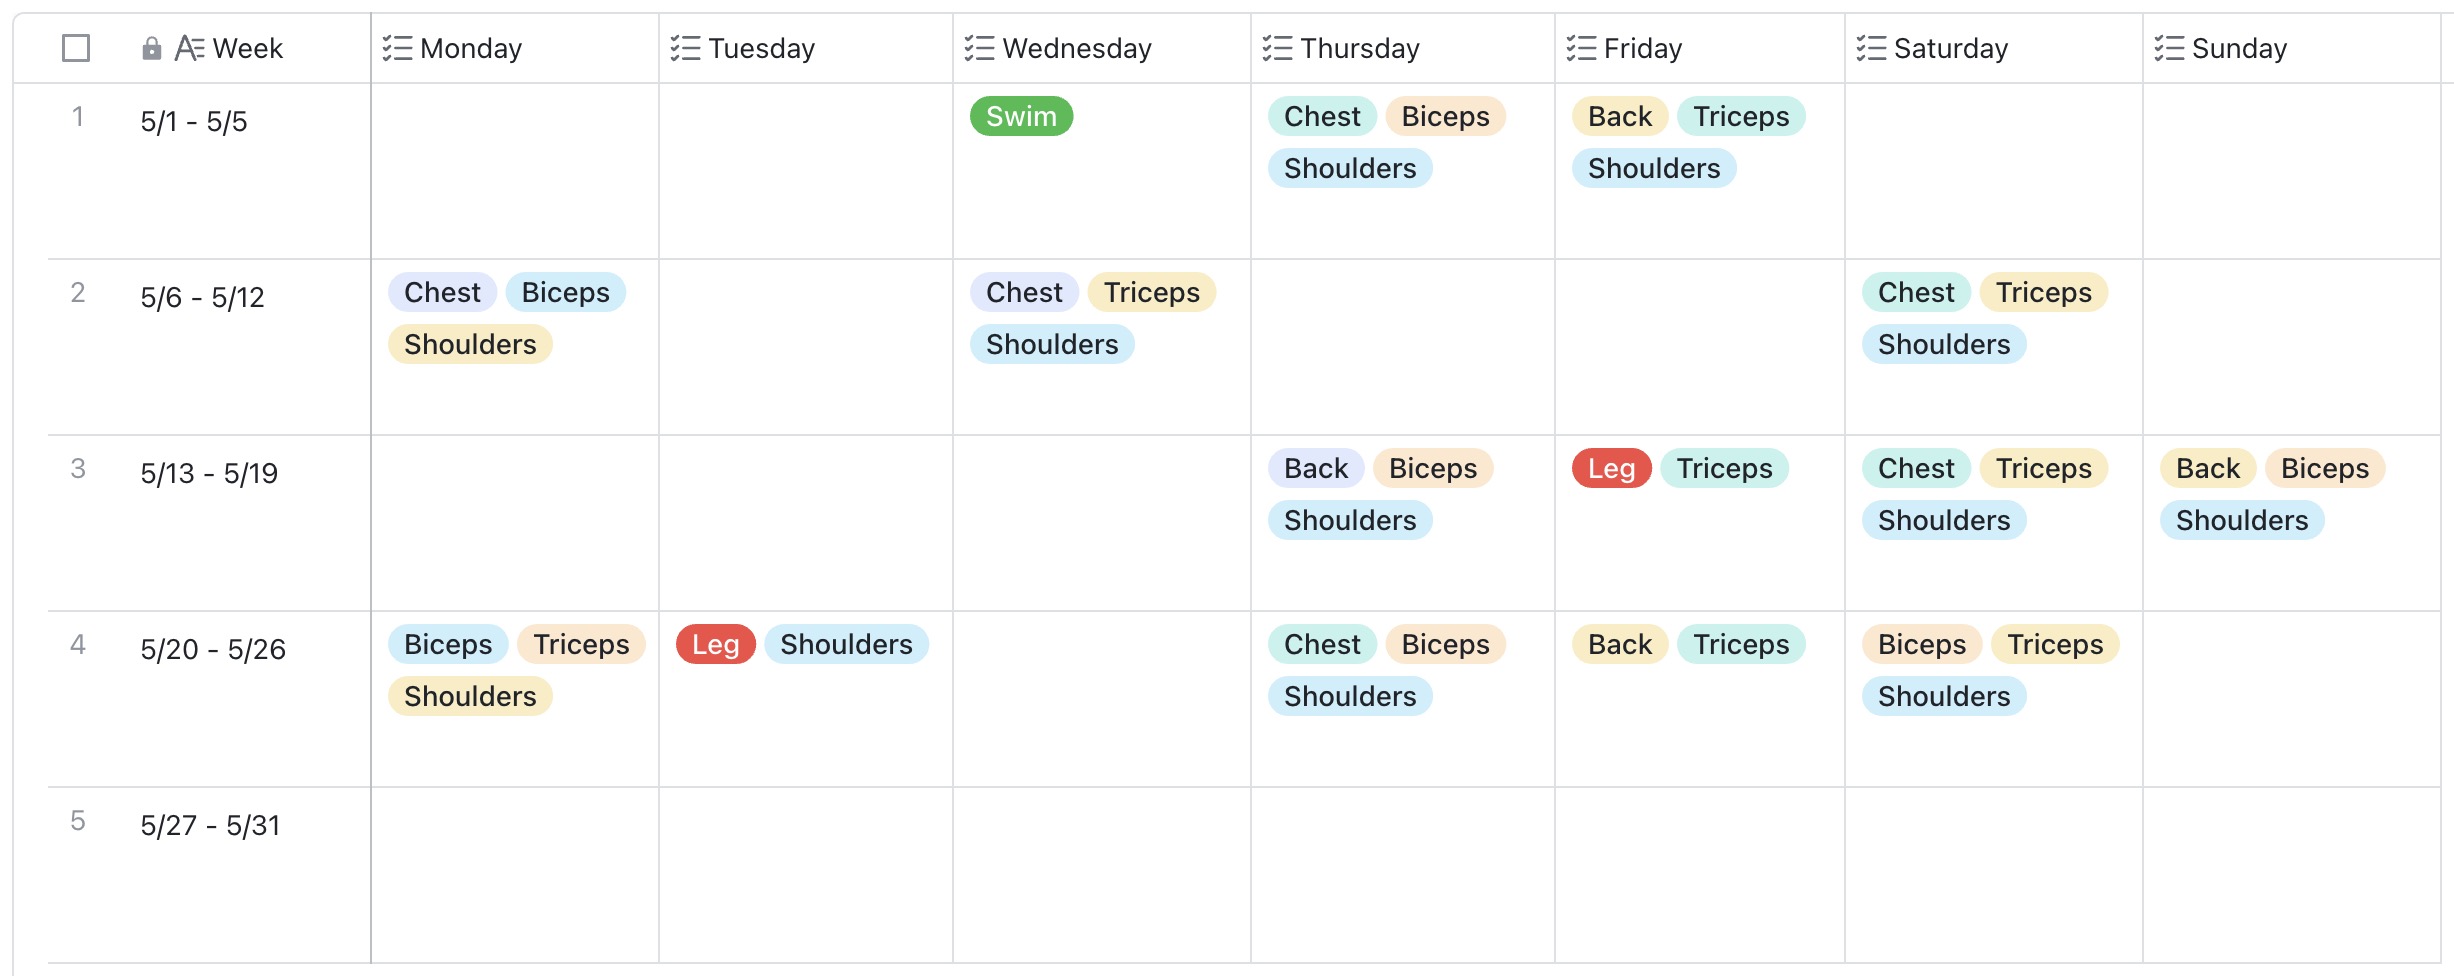 Week Monday Tuesday Wednesday Thursday Friday Saturday Sunday
1 5/1 - 5/5 Swim Chest Biceps Back Triceps
Shoulders Shoulders
2 5/6 - 5/12 Chest Biceps Chest Triceps Chest Triceps
Shoulders Shoulders Shoulders
3 5/13 - 5/19 Back Biceps Leg Triceps Chest Triceps Back Biceps
Shoulders Shoulders Shoulders
4 5/20 - 5/26 Biceps Triceps Leg Shoulders Chest Biceps Back Triceps Biceps Triceps
Shoulders Shoulders Shoulders
5 5/27 - 5/31